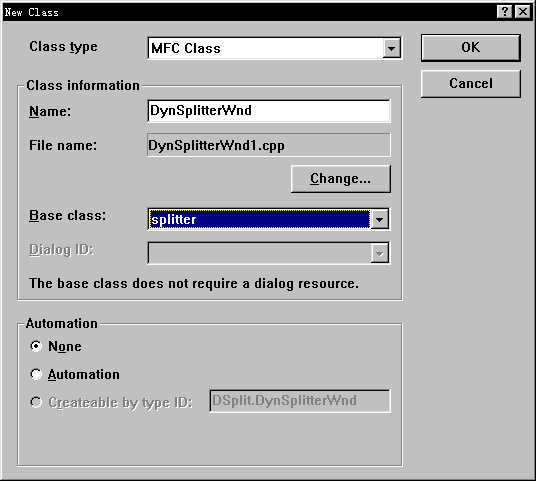 New Class
Class type MFC Class OK
Cancel
Class information
Name: DynSplitterWnd
File name: DynSplitterWnd1.cpp
Change...
Base class: splitter
Dialog ID:
The base class does not require a dialog resource.
Automation
None
Automation
Createable by type ID: DSplit.DynSplitterWnd